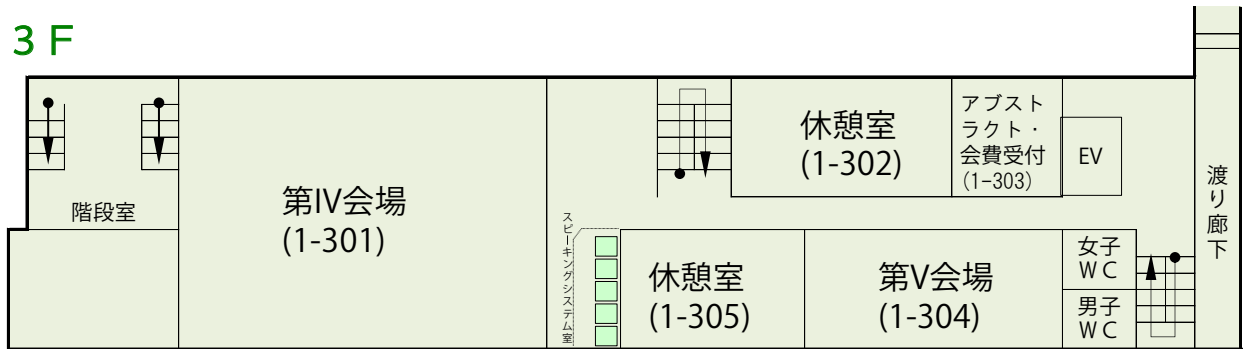 3F
階段室
第IV会場
(1-301)
スピーキングシステム室
休憩室
(1-302)
アブスト
ラクト・
会費受付
(1-303)
EV
渡り廊下
休憩室
(1-305)
第V会場
(1-304)
女子
WC
男子
WC